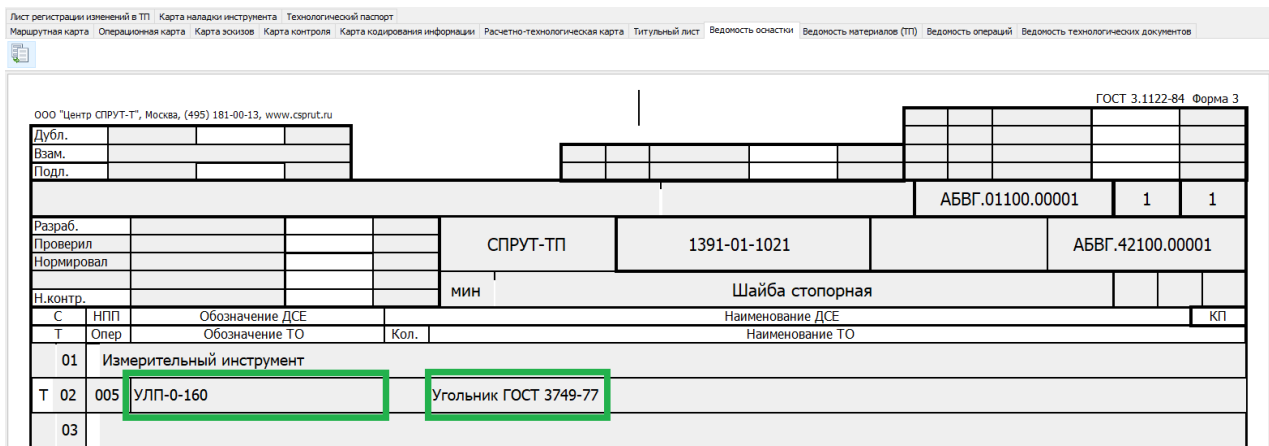 Лист регистрации изменений в ТП Карта наладки инструмента Технологический паспорт
Маршрутная карта Операционная карта Карта эскизов Карта контроля Карта кодирования информации Расчетно-технологическая карта Титульный лист Ведомость оснастки Ведомость материалов (ТП) Ведомость операций Ведомость технологических документов
ГОСТ 3.1122-84 Форма 3
ООО "Центр СПРУТ-Т", Москва, (495) 181-00-13, www.csprut.ru
Дубл.
Взам.
Подл.
АБВГ.01100.00001 1 1
Разраб.
Проверил
Нормировал
СПРУТ-ТП 1391-01-1021 АБВГ.42100.00001
Н.контр.
мин Шайба стопорная
С НПП Обозначение ДСЕ Наименование ДСЕ КП
Т Опер Обозначение ТО Кол. Наименование ТО
01 Измерительный инструмент
Т 02 005 УЛП-0-160 Угольник ГОСТ 3749-77
03